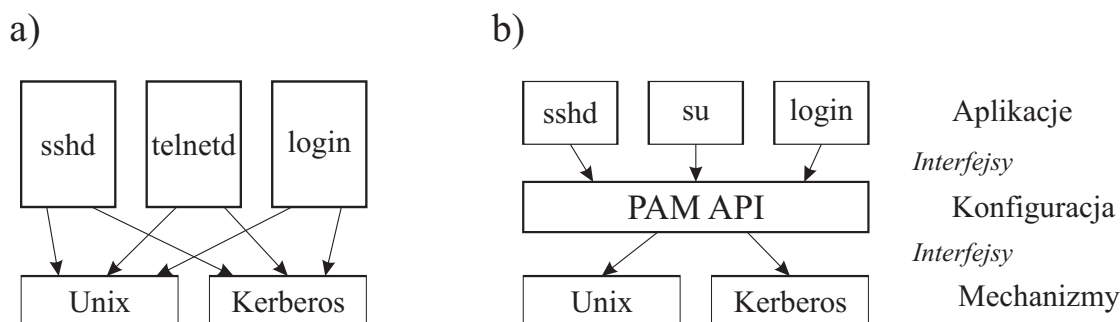 a)
sshd
telnetd
login
Unix
Kerberos
b)
sshd
su
login
Aplikacje
Interfejsy
PAM API
Konfiguracja
Interfejsy
Unix
Kerberos
Mechanizmy